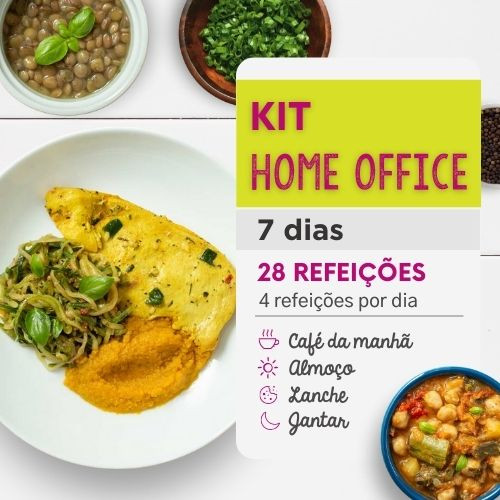 KIT
HOME OFFICE
7 dias
28 REFEIÇÕES
4 refeições por dia
Café da manhã
Almoço
Lanche
Jantar